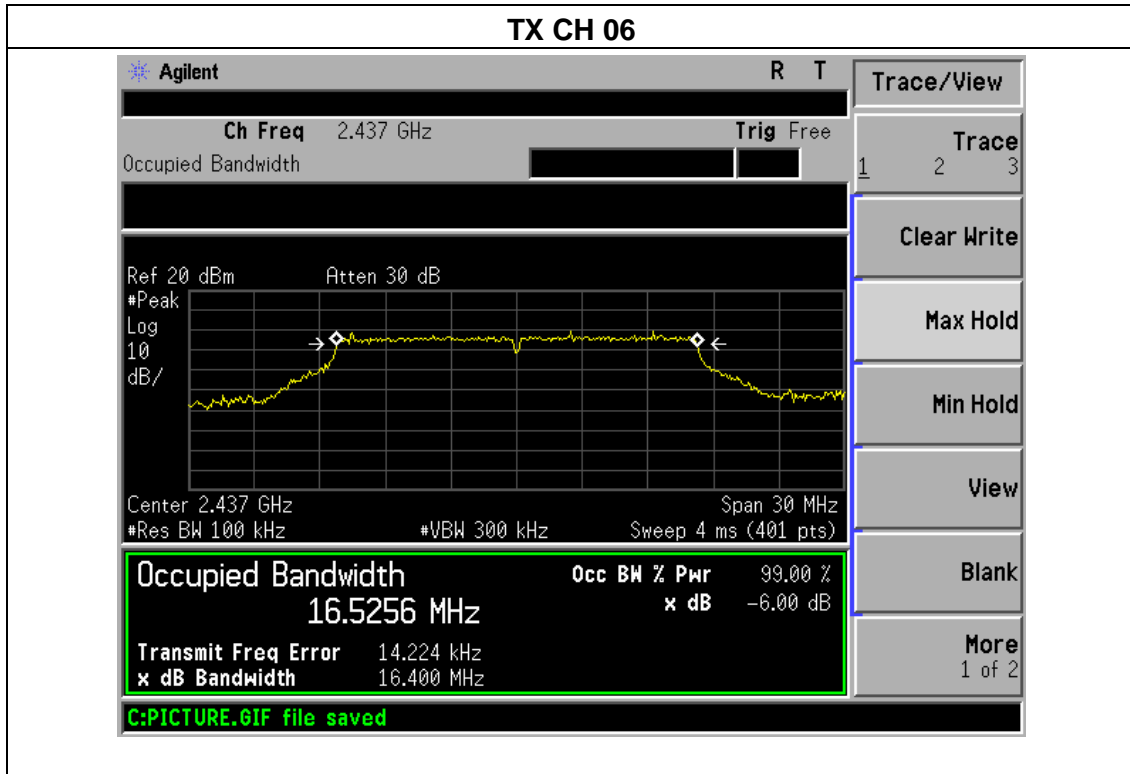 TX CH 06
Agilent R T
Trace/View
Ch Freq 2.437 GHz Trig Free
Occupied Bandwidth
Trace
1 2 3
Clear Write
Max Hold
Min Hold
View
Blank
More
1 of 2
Ref 20 dBm Atten 30 dB
#Peak
Log
10
dB/
Center 2.437 GHz Span 30 MHz
#Res BW 100 kHz #VBW 300 kHz Sweep 4 ms (401 pts)
Occupied Bandwidth Occ BW % Pwr 99.00 %
16.5256 MHz x dB -6.00 dB
Transmit Freq Error 14.224 kHz
x dB Bandwidth 16.400 MHz
C:PICTURE.GIF file saved